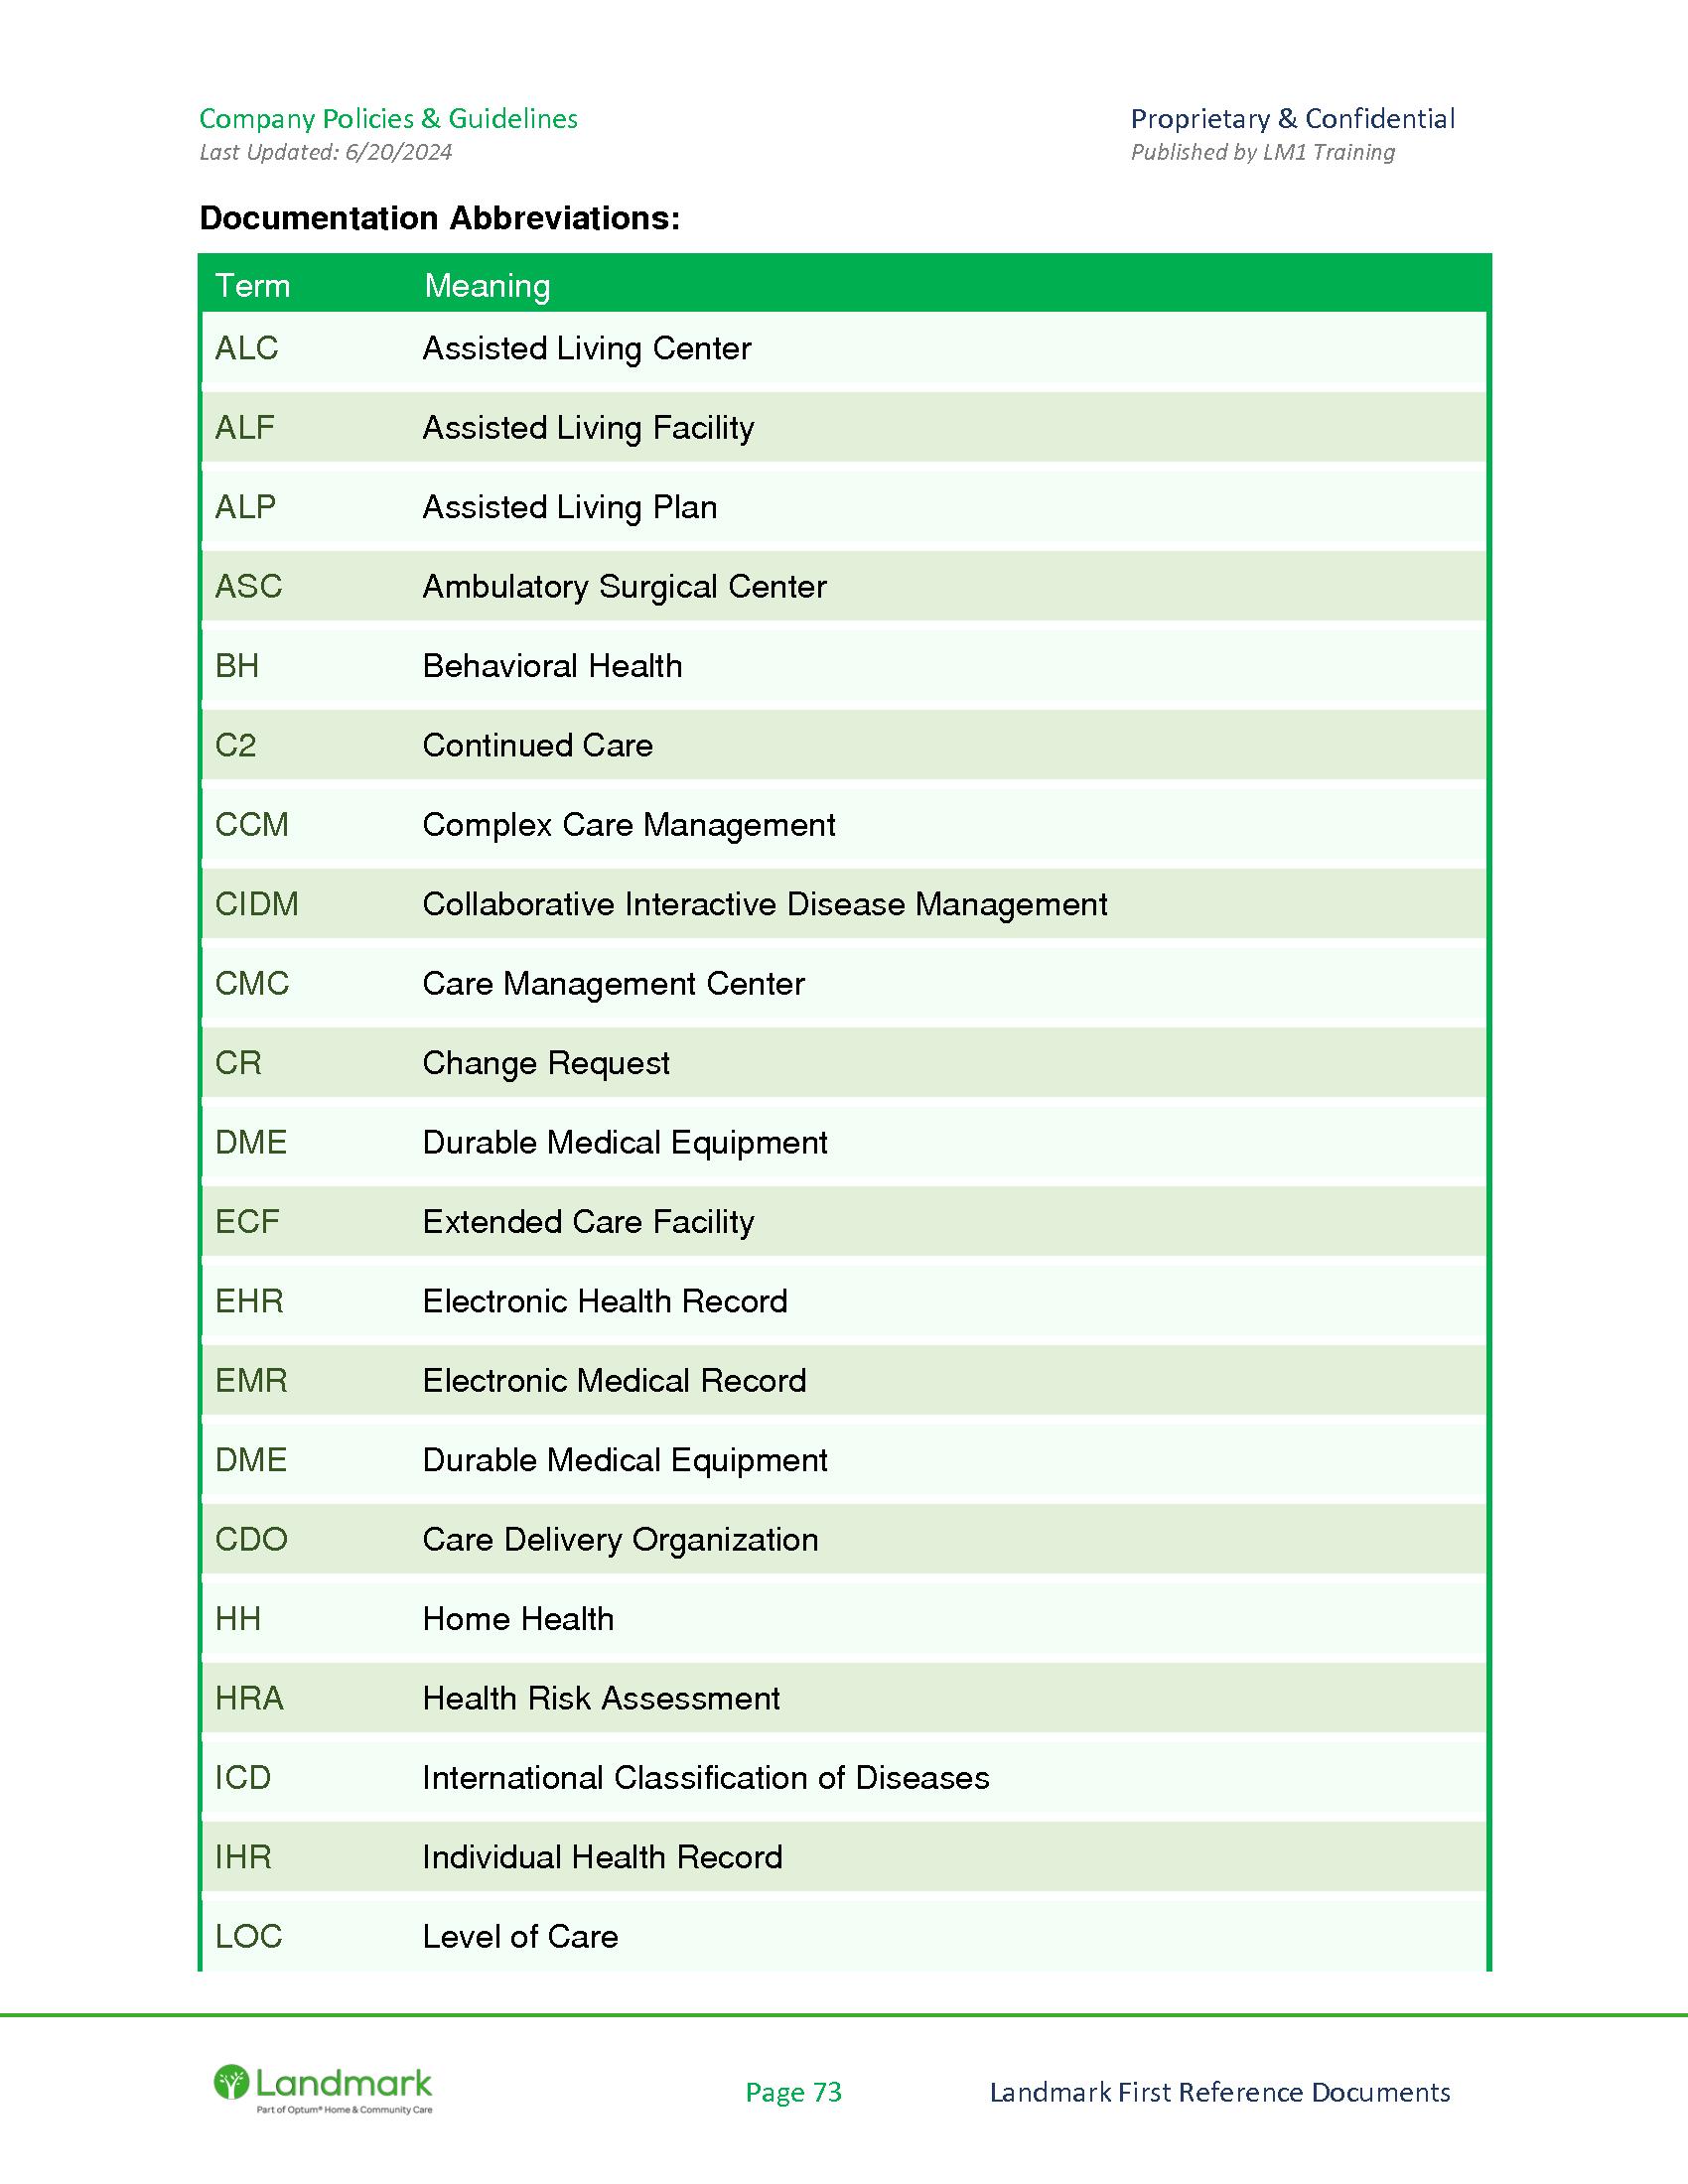 Company Policies & Guidelines
Proprietary & Confidential
Last Updated: 6/20/2024
Published by LM1 Training
Documentation Abbreviations:
Term Meaning
ALC Assisted Living Center
ALF Assisted Living Facility
ALP Assisted Living Plan
ASC Ambulatory Surgical Center
BH Behavioral Health
C2 Continued Care
CCM Complex Care Management
CIDM Collaborative Interactive Disease Management
CMC Care Management Center
CR Change Request
DME Durable Medical Equipment
ECF Extended Care Facility
EHR Electronic Health Record
EMR Electronic Medical Record
DME Durable Medical Equipment
CDO Care Delivery Organization
HH Home Health
HRA Health Risk Assessment
ICD International Classification of Diseases
IHR Individual Health Record
LOC Level of Care
Landmark
Part of Optum® Home & Community Care
Page 73
Landmark First Reference Documents